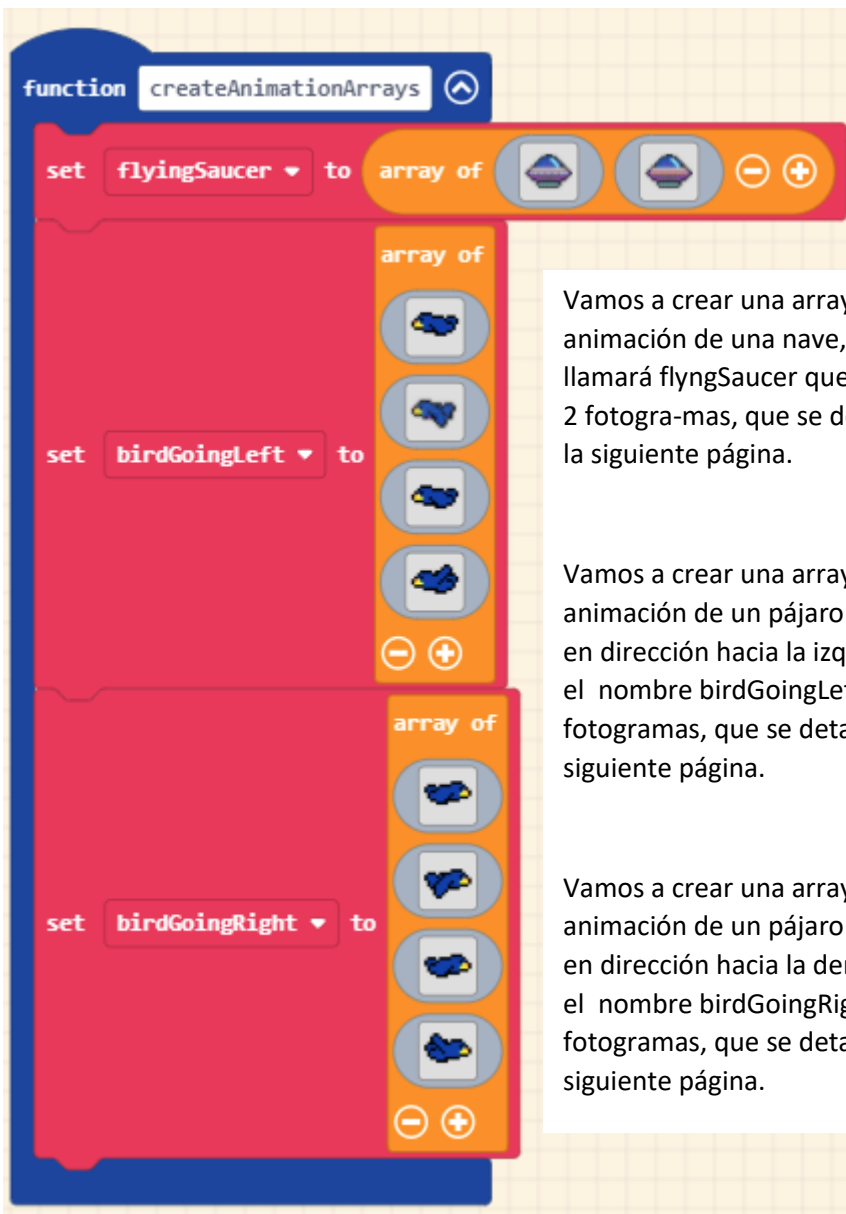 function createAnimationArrays
set flyingSaucer to array of
array of
set birdGoingLeft to
array of
set birdGoingRight to
Vamos a crear una array
animación de una nave,
llamará flyngSaucer que
2 fotogra-mas, que se d
la siguiente página.
Vamos a crear una array
animación de un pájaro
en dirección hacia la izq
el nombre birdGoingLe
fotogramas, que se deta
siguiente página.
Vamos a crear una array
animación de un pájaro
en dirección hacia la der
el nombre birdGoingRig
fotogramas, que se deta
siguiente página.